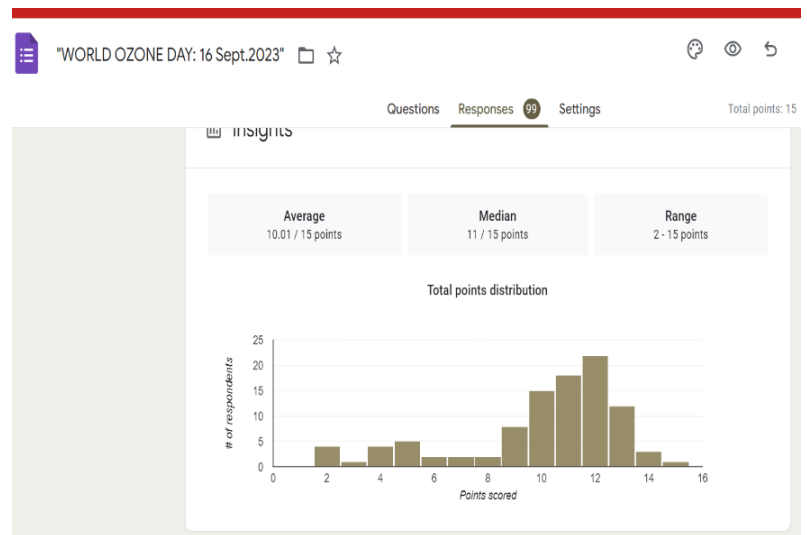 "WORLD OZONE DAY: 16 Sept.2023"
Questions Responses 99 Settings Total points: 15
Insights
Average Median Range
10.01 / 15 points 11 / 15 points 2 - 15 points
Total points distribution
# of respondents
25
20
15
10
5
0
0 2 4 6 8 10 12 14 16
Points scored